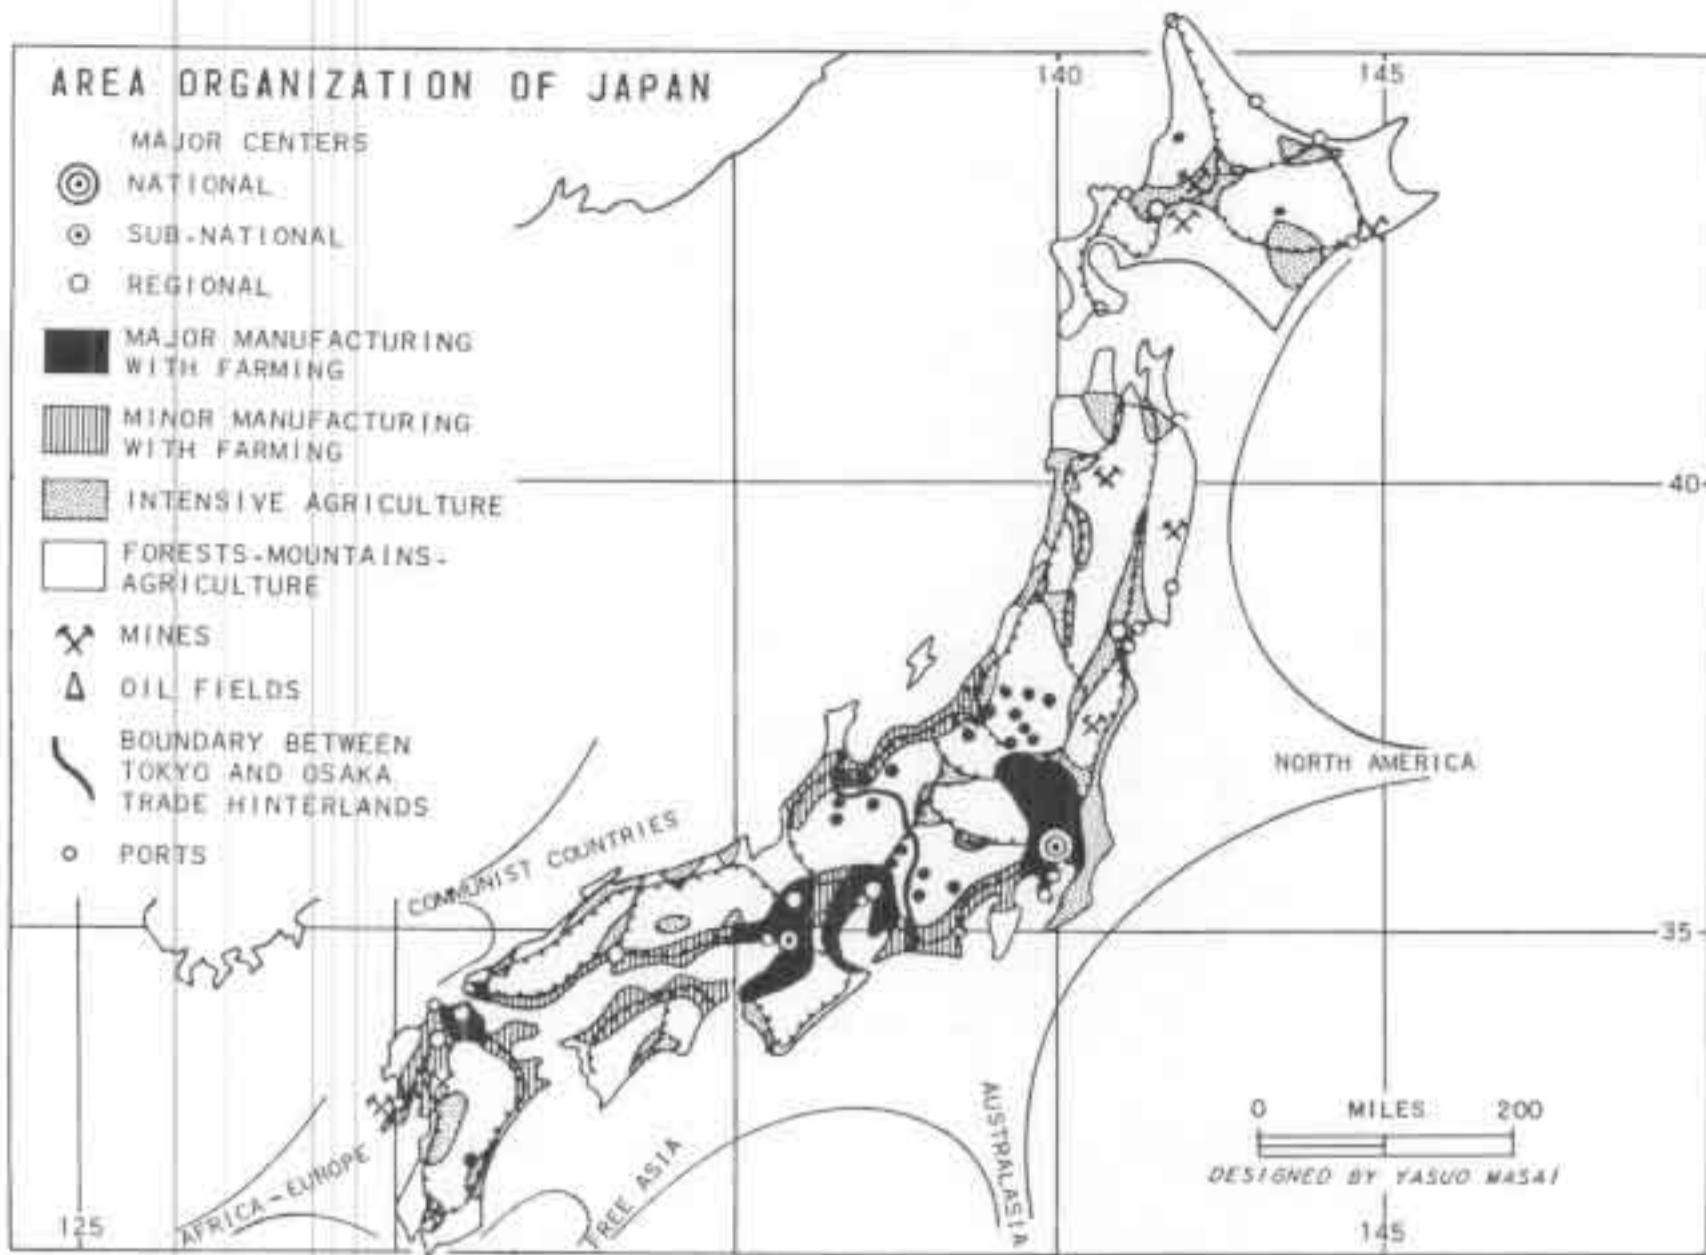 AREA ORGANIZATION OF JAPAN
MAJOR CENTERS
NATIONAL
SUB-NATIONAL
REGIONAL
MAJOR MANUFACTURING
WITH FARMING
MINOR MANUFACTURING
WITH FARMING
INTENSIVE AGRICULTURE
FORESTS-MOUNTAINS-
AGRICULTURE
MINES
OIL FIELDS
BOUNDARY BETWEEN
TOKYO AND OSAKA
TRADE HINTERLANDS
PORTS
140
145
40
NORTH AMERICA
COMMUNIST COUNTRIES
35
AFRICA-EUROPE
FREE ASIA
AUSTRALASIA
0 MILES 200
DESIGNED BY YASUO MASAI
125
145